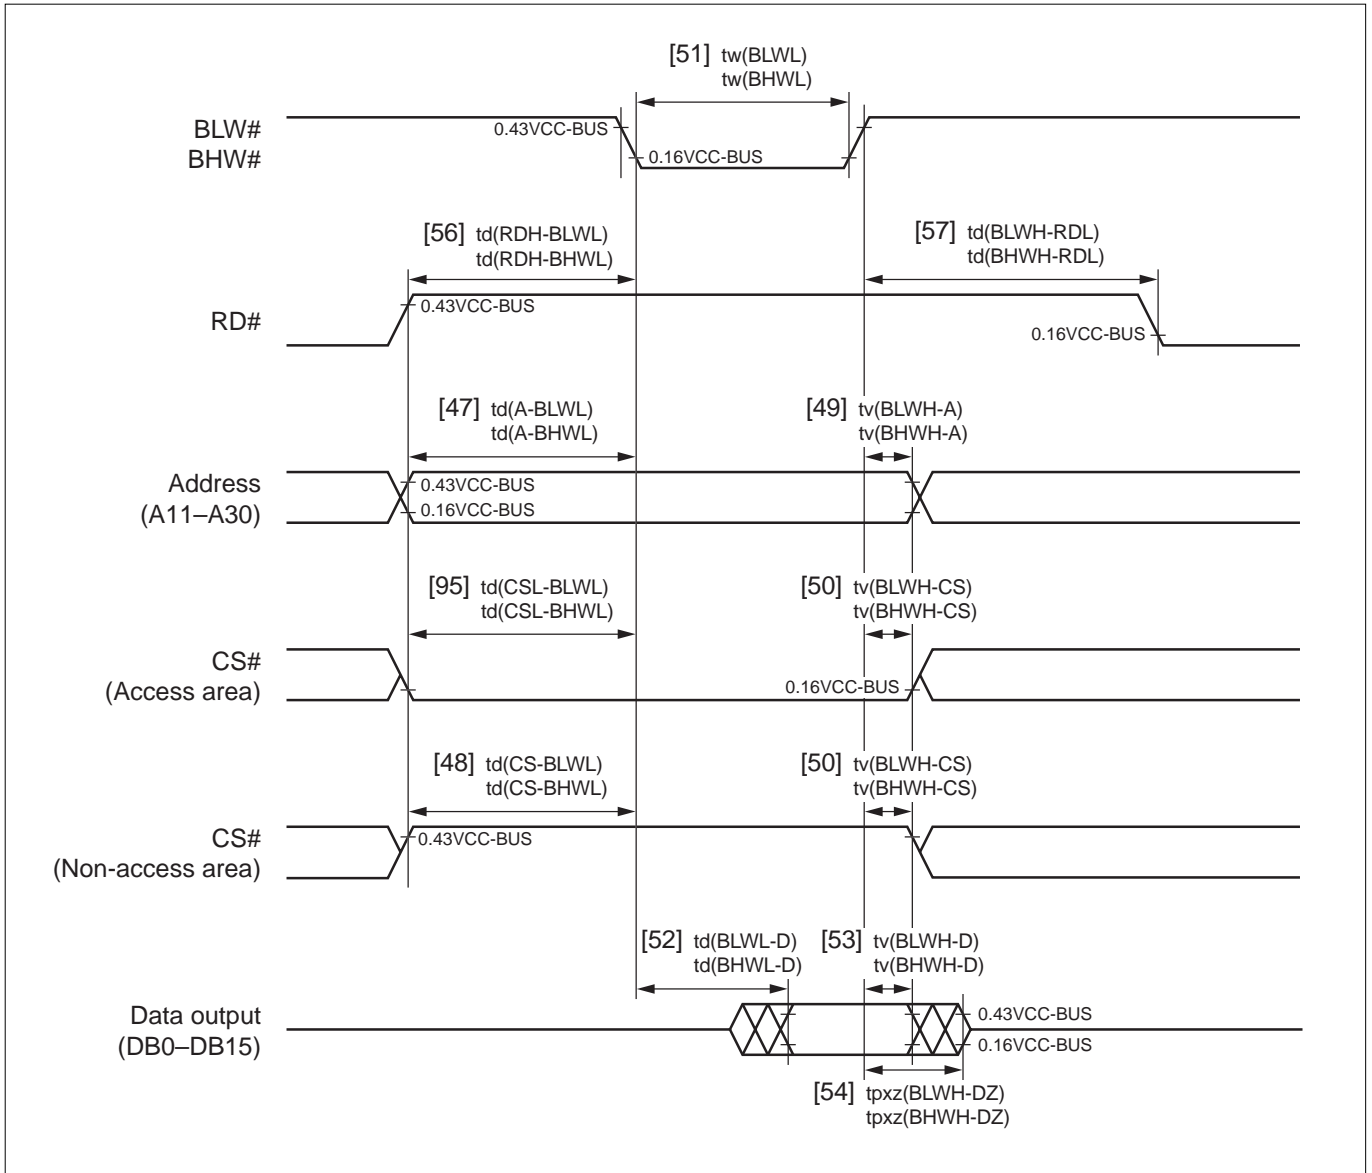 [51] tw(BLWL)
tw(BHWL)
BLW#
BHW#
0.43VCC-BUS
0.16VCC-BUS
[56] td(RDH-BLWL)
td(RDH-BHWL)
[57] td(BLWH-RDL)
td(BHWH-RDL)
RD#
0.43VCC-BUS
0.16VCC-BUS
[47] td(A-BLWL)
td(A-BHWL)
[49] tv(BLWH-A)
tv(BHWH-A)
Address
(A11–A30)
0.43VCC-BUS
0.16VCC-BUS
[95] td(CSL-BLWL)
td(CSL-BHWL)
[50] tv(BLWH-CS)
tv(BHWH-CS)
CS#
(Access area)
0.16VCC-BUS
[48] td(CS-BLWL)
td(CS-BHWL)
[50] tv(BLWH-CS)
tv(BHWH-CS)
CS#
(Non-access area)
0.43VCC-BUS
[52] td(BLWL-D)
td(BHWL-D)
[53] tv(BLWH-D)
tv(BHWH-D)
Data output
(DB0–DB15)
0.43VCC-BUS
0.16VCC-BUS
[54] tpxz(BLWH-DZ)
tpxz(BHWH-DZ)